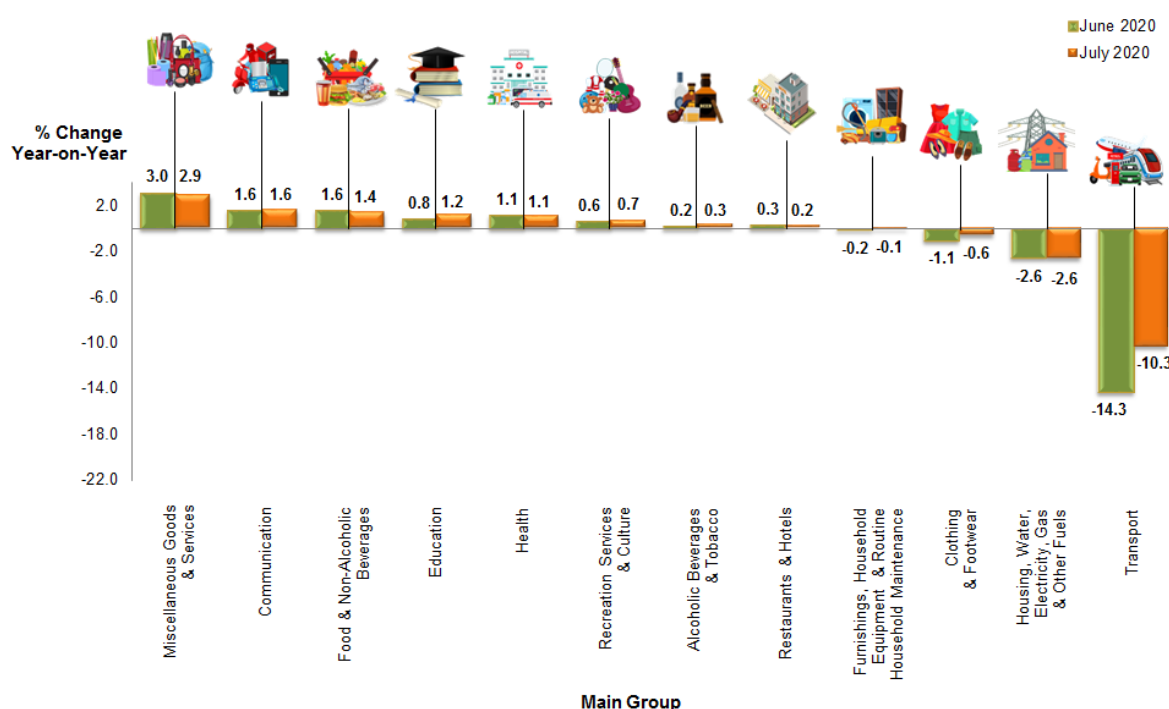 June 2020
July 2020
% Change
Year-on-Year
3.0 2.9 1.6 1.6 1.6 1.4 0.8 1.2 1.1 1.1 0.6 0.7 0.2 0.3 0.3 0.2
-0.2 -0.1 -1.1 -0.6 -2.6 -2.6 -14.3 -10.3
2.0
-2.0
-6.0
-10.0
-14.0
-18.0
-22.0
Miscellaneous Goods
& Services
Communication
Food & Non-Alcoholic
Beverages
Education
Health
Recreation Services
& Culture
Alcoholic Beverages
& Tobacco
Restaurants & Hotels
Furnishings, Household
Equipment & Routine
Household Maintenance
Clothing
& Footwear
Housing, Water,
Electricity, Gas
& Other Fuels
Transport
Main Group